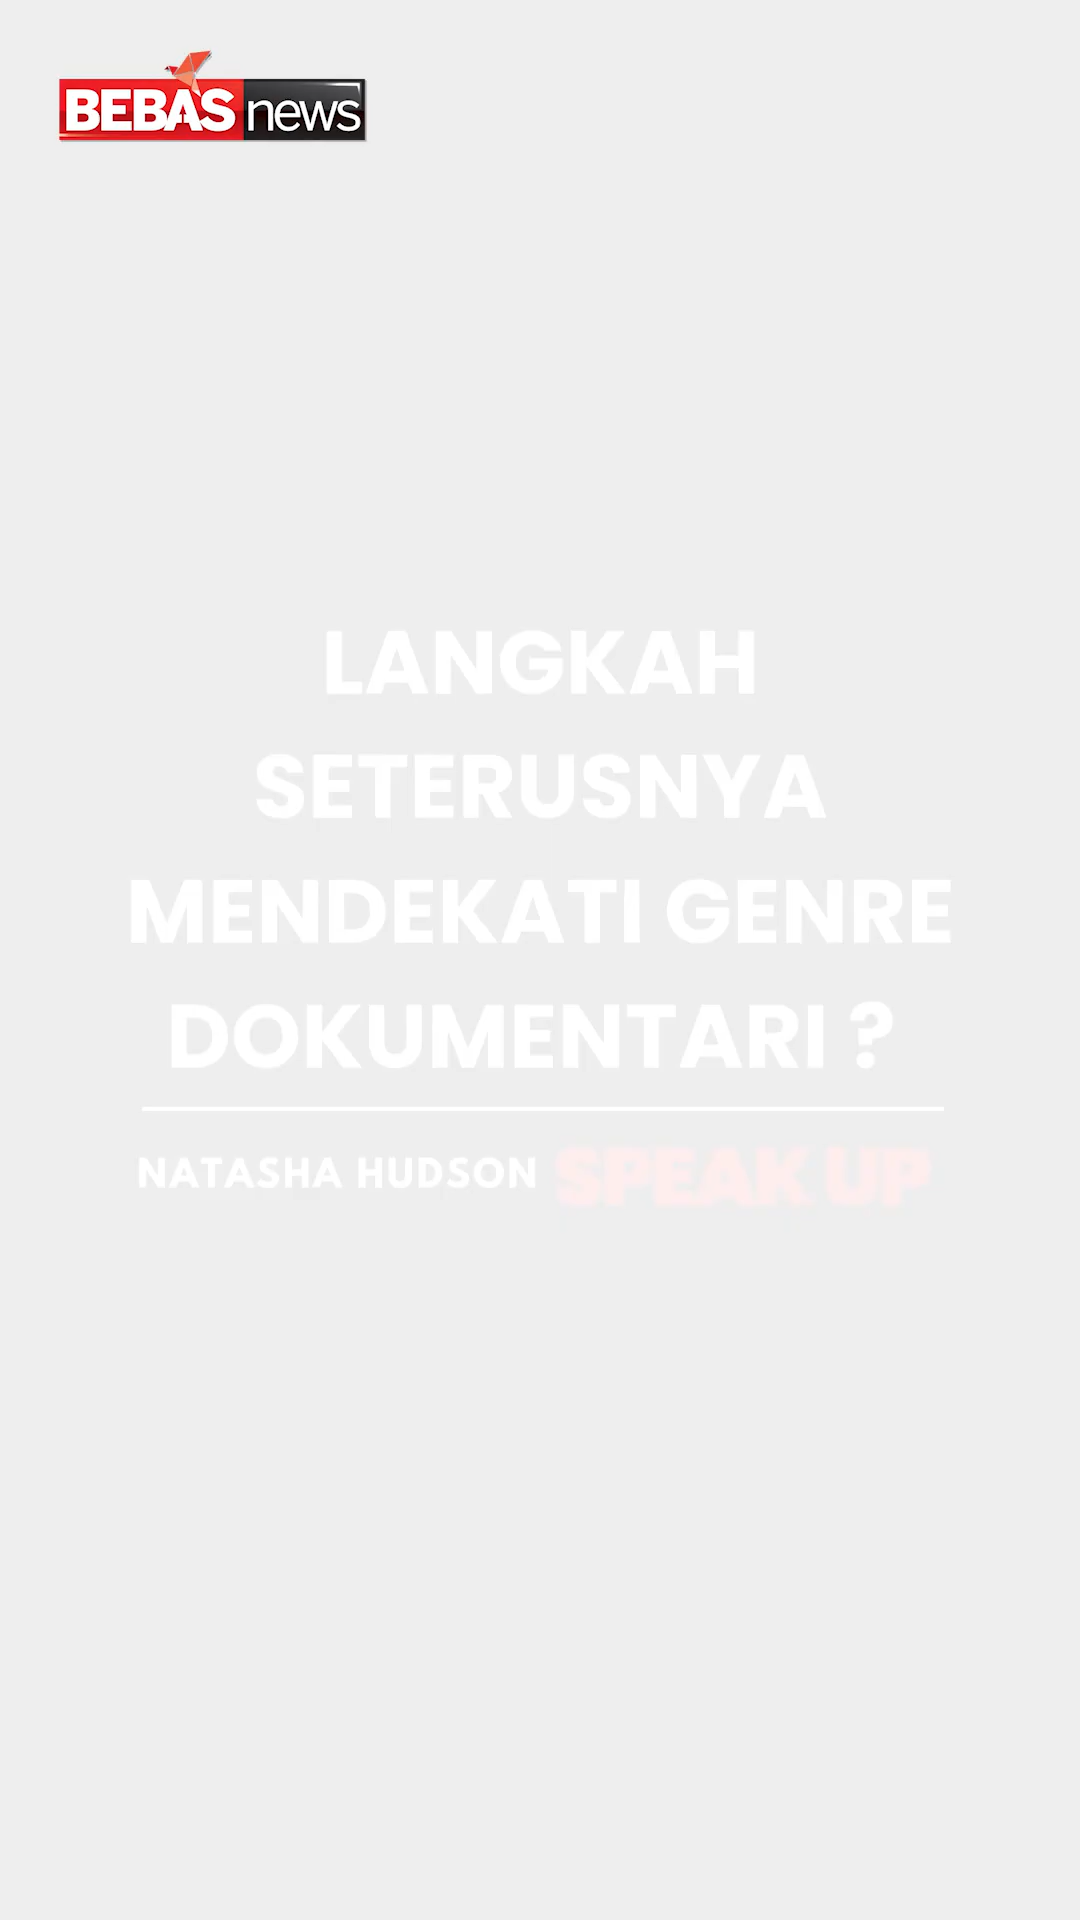 BEBAS news
LANGKAH
SETERUSNYA
MENDEKATI GENRE
DOKUMENTARI ?
NATASHA HUDSON SPEAK UP